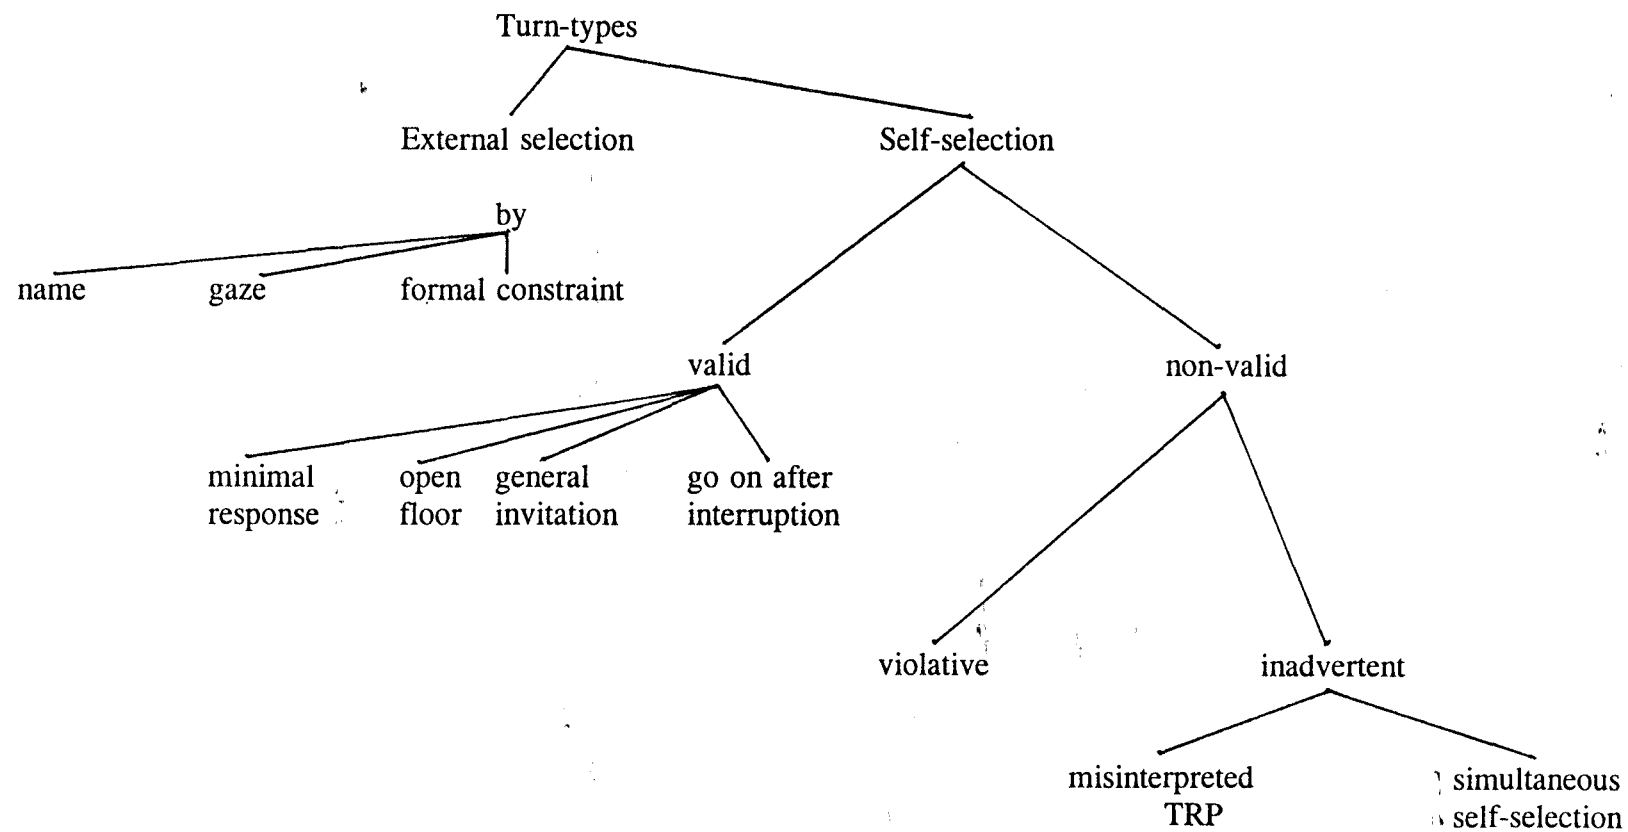 Turn-types
External selection
Self-selection
by
name
gaze
formal constraint
valid
non-valid
minimal
response
open
floor
general
invitation
go on after
interruption
violative
inadvertent
misinterpreted
TRP
simultaneous
self-selection